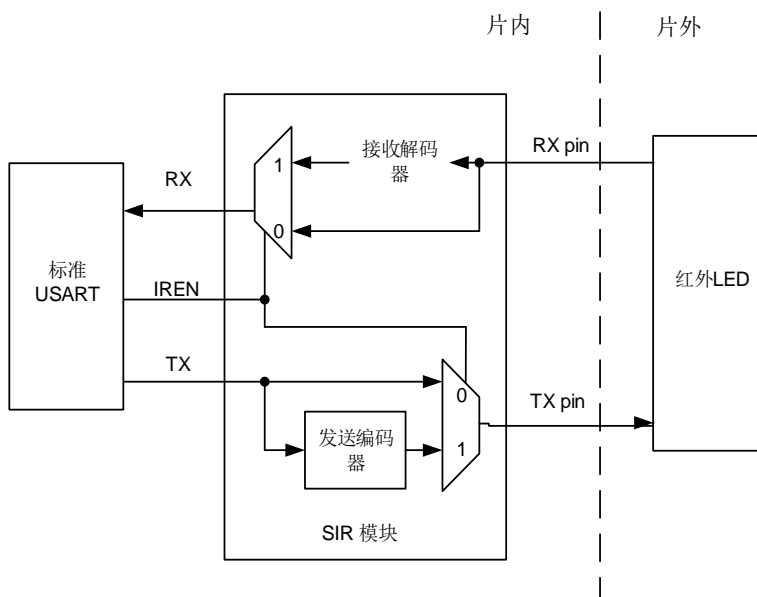 片内
片外
1
接收解码
器
RX pin
RX
0
标准
USART
IREN
红外LED
TX
0
TX pin
发送编码
器
1
SIR 模块